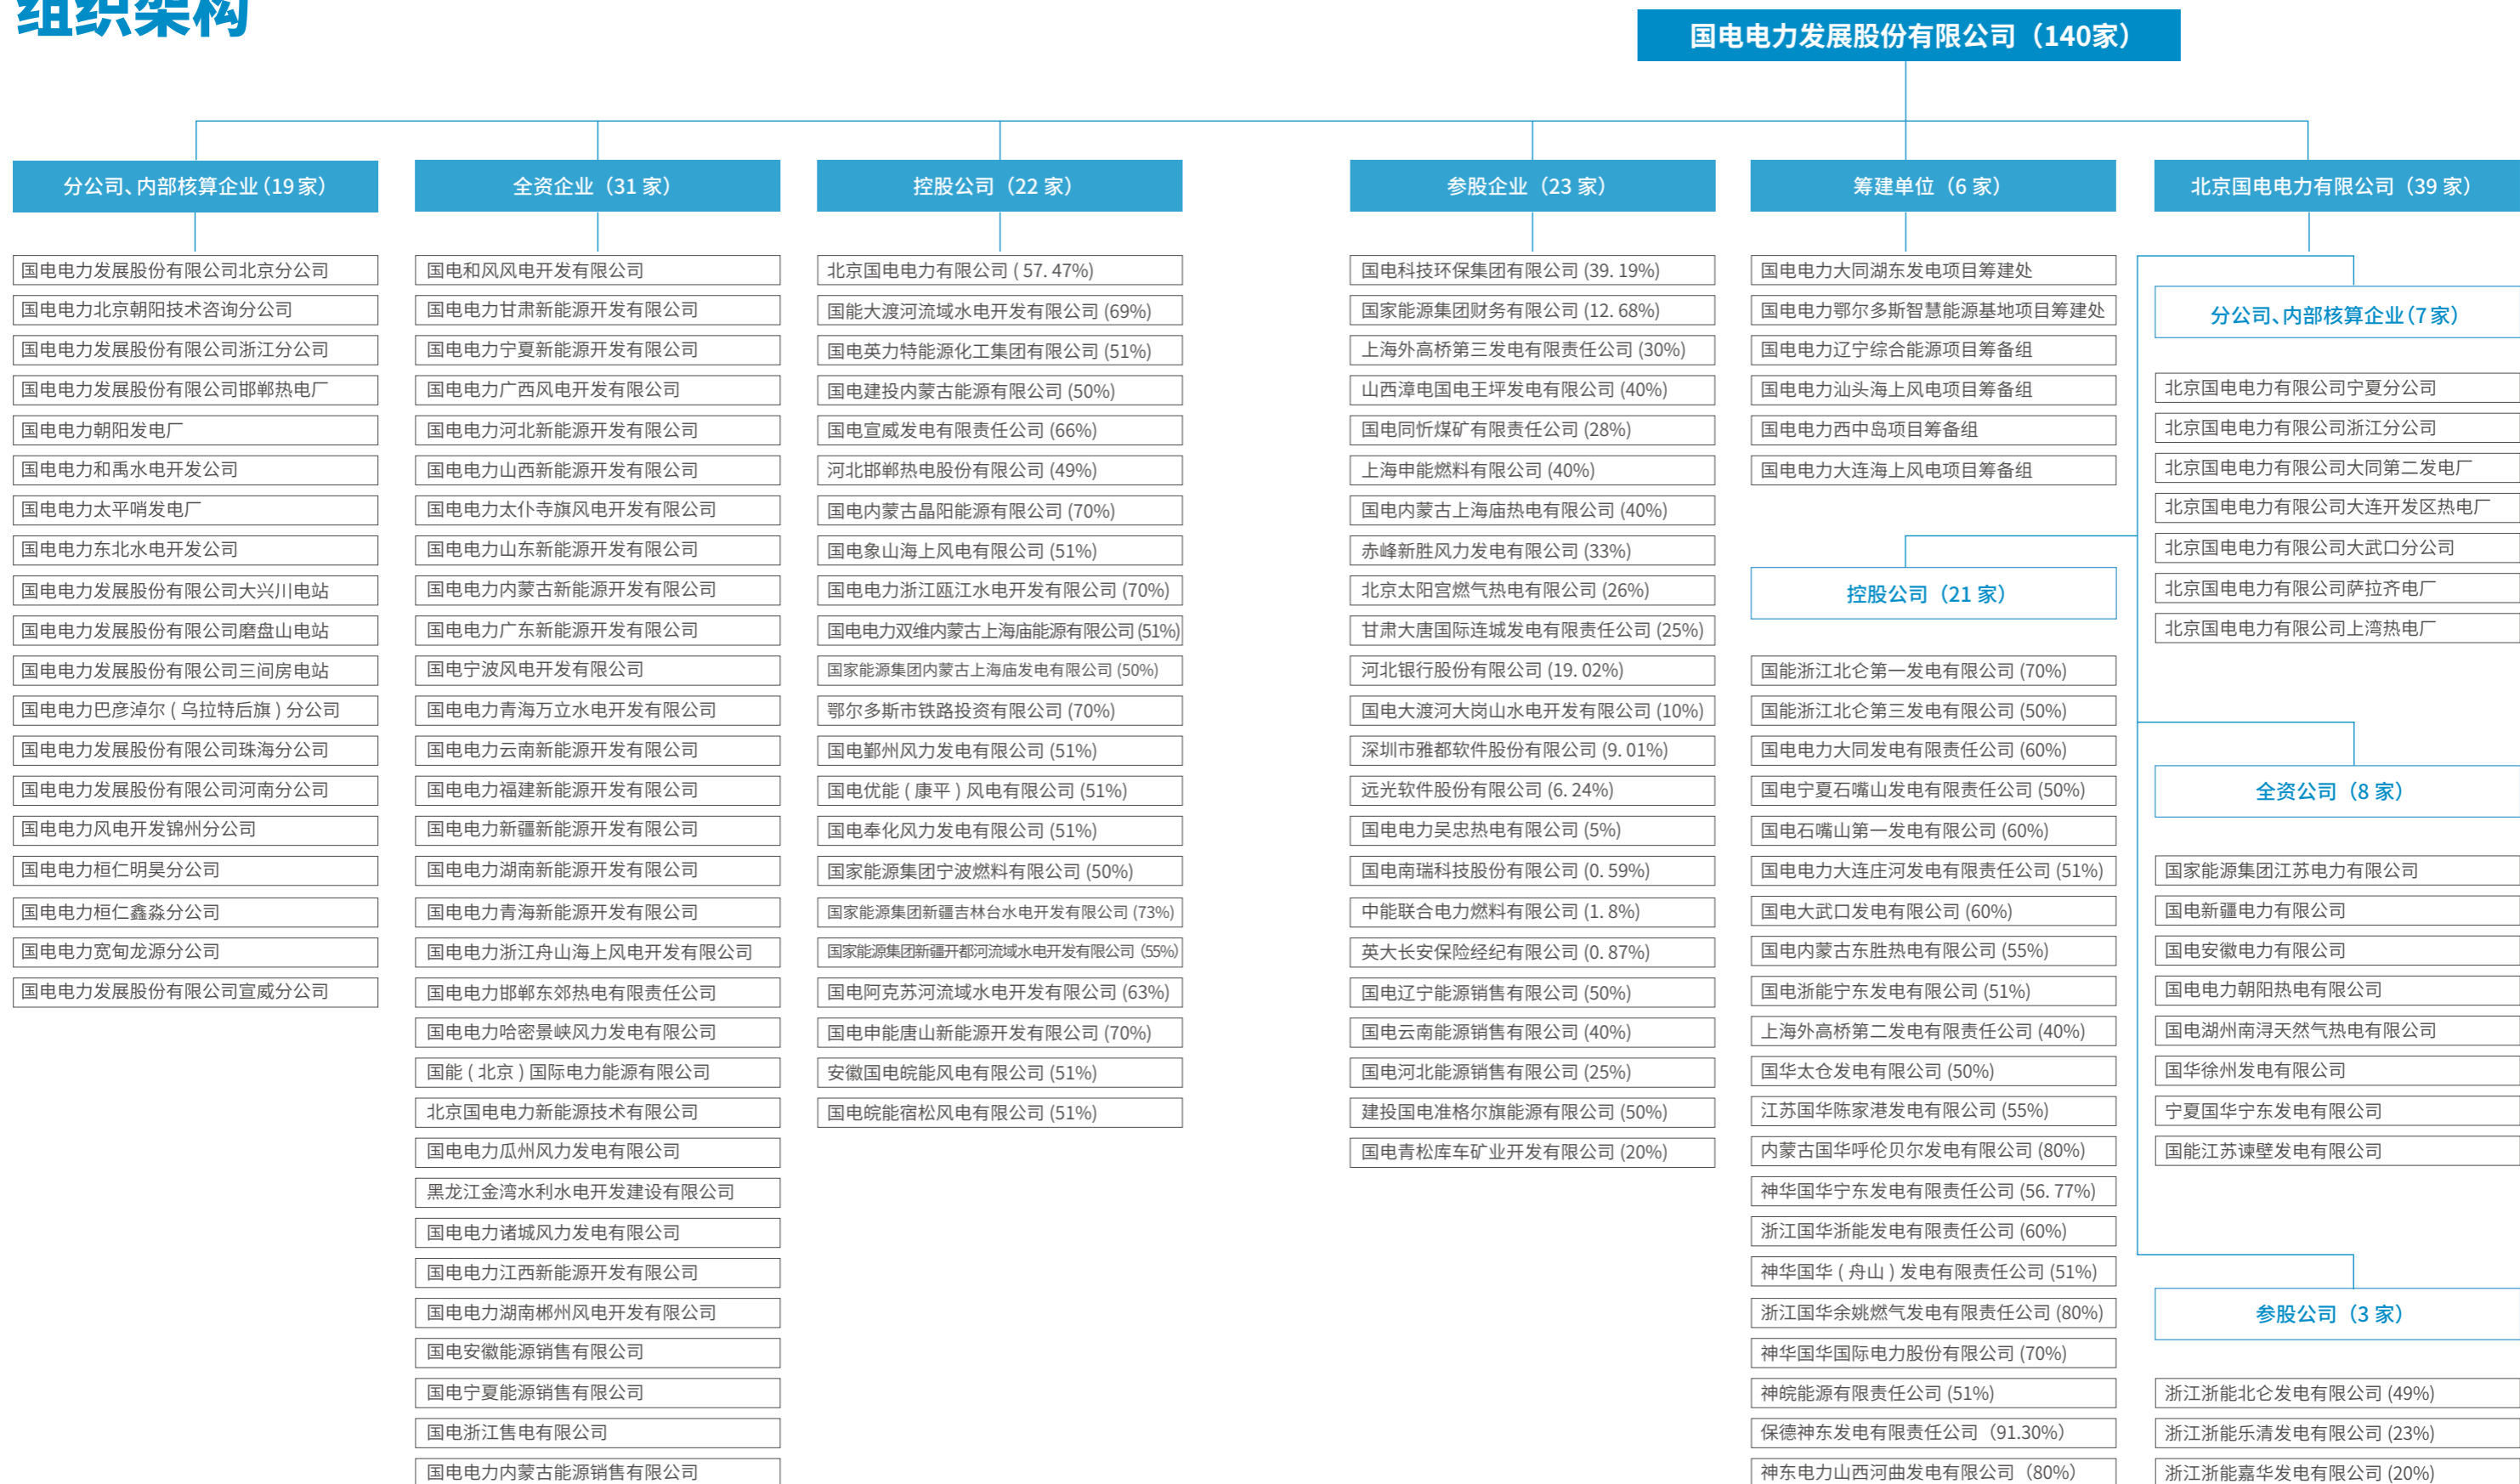 组织架构
国电电力发展股份有限公司（140家）
分公司、内部核算企业（19 家）
国电电力发展股份有限公司北京分公司
国电电力北京朝阳技术咨询分公司
国电电力发展股份有限公司浙江分公司
国电电力发展股份有限公司邯郸热电厂
国电电力朝阳发电厂
国电电力和禹水电开发公司
国电电力太平哨发电厂
国电电力东北水电开发公司
国电电力发展股份有限公司大兴川电站
国电电力发展股份有限公司磨盘山电站
国电电力发展股份有限公司三间房电站
国电电力巴彦淖尔 ( 乌拉特后旗 ) 分公司
国电电力发展股份有限公司珠海分公司
国电电力发展股份有限公司河南分公司
国电电力风电开发锦州分公司
国电电力桓仁明昊分公司
国电电力桓仁鑫淼分公司
国电电力宽甸龙源分公司
国电电力发展股份有限公司宣威分公司
全资企业（31 家）
国电和风风电开发有限公司
国电电力甘肃新能源开发有限公司
国电电力宁夏新能源开发有限公司
国电电力广西风电开发有限公司
国电电力河北新能源开发有限公司
国电电力山西新能源开发有限公司
国电电力太仆寺旗风电开发有限公司
国电电力山东新能源开发有限公司
国电电力内蒙古新能源开发有限公司
国电电力广东新能源开发有限公司
国电宁波风电开发有限公司
国电电力青海万立水电开发有限公司
国电电力云南新能源开发有限公司
国电电力福建新能源开发有限公司
国电电力新疆新能源开发有限公司
国电电力湖南新能源开发有限公司
国电电力青海新能源开发有限公司
国电电力浙江舟山海上风电开发有限公司
国电电力邯郸东郊热电有限责任公司
国电电力哈密景峡风力发电有限公司
国能 ( 北京 ) 国际电力能源有限公司
北京国电电力新能源技术有限公司
国电电力瓜州风力发电有限公司
黑龙江金湾水利水电开发建设有限公司
国电电力诸城风力发电有限公司
国电电力江西新能源开发有限公司
国电电力湖南郴州风电开发有限公司
国电安徽能源销售有限公司
国电宁夏能源销售有限公司
国电浙江售电有限公司
国电电力内蒙古能源销售有限公司
控股公司（22 家）
北京国电电力有限公司 ( 57. 47%)
国能大渡河流域水电开发有限公司 (69%)
国电英力特能源化工集团有限公司 (51%)
国电建投内蒙古能源有限公司 (50%)
国电宣威发电有限责任公司 (66%)
河北邯郸热电股份有限公司 (49%)
国电内蒙古晶阳能源有限公司 (70%)
国电象山海上风电有限公司 (51%)
国电电力浙江瓯江水电开发有限公司 (70%)
国电电力双维内蒙古上海庙能源有限公司 (51%)
国家能源集团内蒙古上海庙发电有限公司 (50%)
鄂尔多斯市铁路投资有限公司 (70%)
国电鄞州风力发电有限公司 (51%)
国电优能 ( 康平 ) 风电有限公司 (51%)
国电奉化风力发电有限公司 (51%)
国家能源集团宁波燃料有限公司 (50%)
国家能源集团新疆吉林台水电开发有限公司 (73%)
国家能源集团新疆开都河流域水电开发有限公司（55%）
国电阿克苏河流域水电开发有限公司 (63%)
国电申能唐山新能源开发有限公司 (70%)
安徽国电皖能风电有限公司 (51%)
国电皖能宿松风电有限公司 (51%)
参股企业（23 家）
国电科技环保集团有限公司 (39. 19%)
国家能源集团财务有限公司 (12. 68%)
上海外高桥第三发电有限责任公司 (30%)
山西漳电国电王坪发电有限公司 (40%)
国电同忻煤矿有限责任公司 (28%)
上海申能燃料有限公司 (40%)
国电内蒙古上海庙热电有限公司 (40%)
赤峰新胜风力发电有限公司 (33%)
北京太阳宫燃气热电有限公司 (26%)
甘肃大唐国际连城发电有限责任公司 (25%)
河北银行股份有限公司 (19. 02%)
国电大渡河大岗山水电开发有限公司 (10%)
深圳市雅都软件股份有限公司 (9. 01%)
远光软件股份有限公司 (6. 24%)
国电电力吴忠热电有限公司 (5%)
国电南瑞科技股份有限公司 (0. 59%)
中能联合电力燃料有限公司 (1. 8%)
英大长安保险经纪有限公司 (0. 87%)
国电辽宁能源销售有限公司 (50%)
国电云南能源销售有限公司 (40%)
国电河北能源销售有限公司 (25%)
建投国电准格尔旗能源有限公司 (50%)
国电青松库车矿业开发有限公司 (20%)
筹建单位（6 家）
国电电力大同湖东发电项目筹建处
国电电力鄂尔多斯智慧能源基地项目筹建处
国电电力辽宁综合能源项目筹备组
国电电力汕头海上风电项目筹备组
国电电力西中岛项目筹备组
国电电力大连海上风电项目筹备组
控股公司（21 家）
国能浙江北仑第一发电有限公司 (70%)
国能浙江北仑第三发电有限公司 (50%)
国电电力大同发电有限责任公司 (60%)
国电宁夏石嘴山发电有限责任公司 (50%)
国电石嘴山第一发电有限公司 (60%)
国电电力大连庄河发电有限责任公司 (51%)
国电大武口发电有限公司 (60%)
国电内蒙古东胜热电有限公司 (55%)
国电浙能宁东发电有限公司 (51%)
上海外高桥第二发电有限责任公司 (40%)
国华太仓发电有限公司 (50%)
江苏国华陈家港发电有限公司 (55%)
内蒙古国华呼伦贝尔发电有限公司 (80%)
神华国华宁东发电有限责任公司 (56. 77%)
浙江国华浙能发电有限责任公司 (60%)
神华国华 ( 舟山 ) 发电有限责任公司 (51%)
浙江国华余姚燃气发电有限责任公司 (80%)
神华国华国际电力股份有限公司 (70%)
神皖能源有限责任公司 (51%)
保德神东发电有限责任公司（91.30%）
神东电力山西河曲发电有限公司（80%）
北京国电电力有限公司（39 家）
分公司、内部核算企业（7 家）
北京国电电力有限公司宁夏分公司
北京国电电力有限公司浙江分公司
北京国电电力有限公司大同第二发电厂
北京国电电力有限公司大连开发区热电厂
北京国电电力有限公司大武口分公司
北京国电电力有限公司萨拉齐电厂
北京国电电力有限公司上湾热电厂
全资公司（8 家）
国家能源集团江苏电力有限公司
国电新疆电力有限公司
国电安徽电力有限公司
国电电力朝阳热电有限公司
国电湖州南浔天然气热电有限公司
国华徐州发电有限公司
宁夏国华宁东发电有限公司
国能江苏谏壁发电有限公司
参股公司（3 家）
浙江浙能北仑发电有限公司 (49%)
浙江浙能乐清发电有限公司 (23%)
浙江浙能嘉华发电有限公司 (20%)